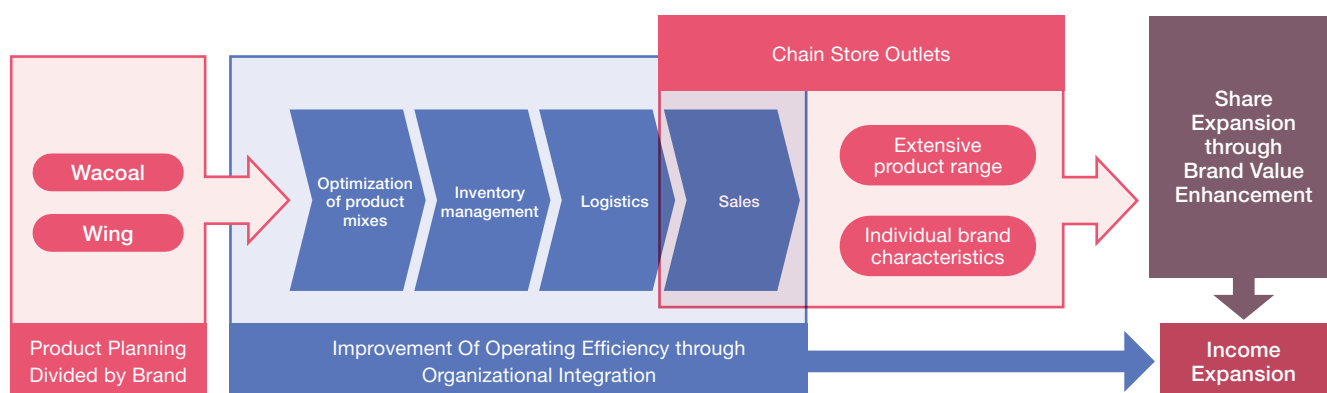 Wacoal
Wing
Product Planning
Divided by Brand
Optimization
of product
mixes
Inventory
management
Logistics
Sales
Improvement Of Operating Efficiency through
Organizational Integration
Chain Store Outlets
Extensive
product range
Individual brand
characteristics
Share
Expansion
through
Brand Value
Enhancement
Income
Expansion